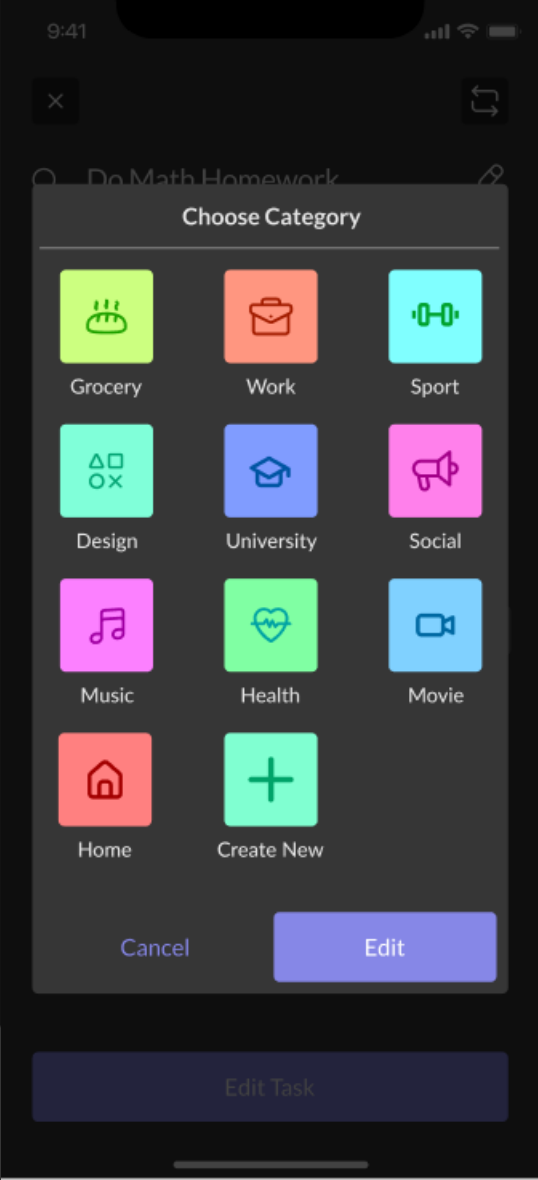 9:41
Do Math Homework
Choose Category
Grocery Work Sport
Design University Social
Music Health Movie
Home Create New
Cancel Edit
Edit Task